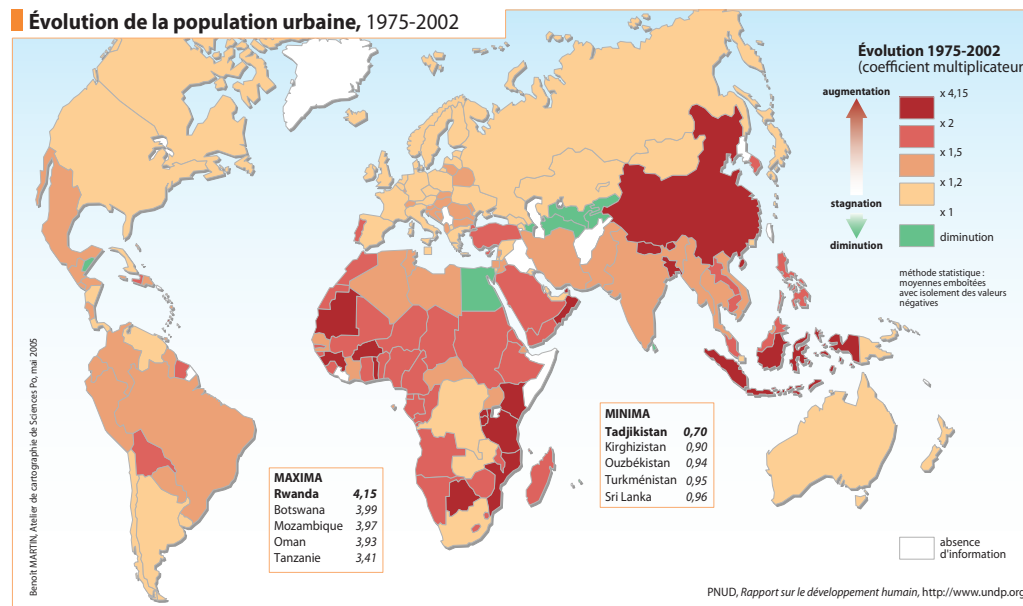 Évolution de la population urbaine, 1975-2002
Évolution 1975-2002
(coefficient multiplicateur
augmentation
x 4,15
x 2
x 1,5
x 1,2
stagnation
x 1
diminution
diminution
méthode statistique :
moyennes emboîtées
avec isolement des valeurs
négatives
Benoît MARTIN, Atelier de cartographie de Sciences Po, mai 2005
MAXIMA
Rwanda 4,15
Botswana 3,99
Mozambique 3,97
Oman 3,93
Tanzanie 3,41
MINIMA
Tadjikistan 0,70
Kirghizistan 0,90
Ouzbékistan 0,94
Turkménistan 0,95
Sri Lanka 0,96
absence
d'information
PNUD, Rapport sur le développement humain, http://www.undp.org